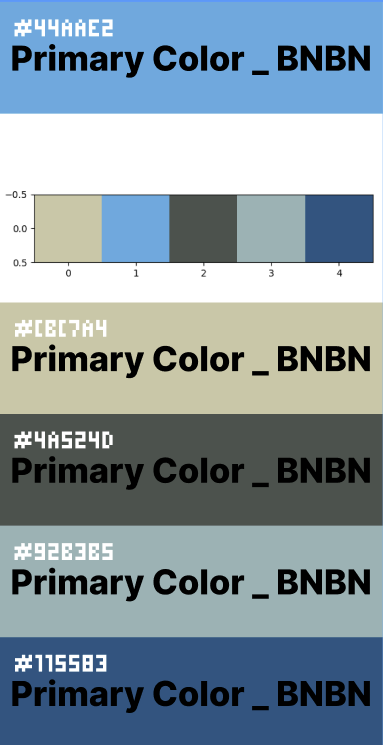 #44AAE2
Primary Color _ BNBN
−0.5
0.0
0.5
0 1 2 3 4
#C8C7A4
Primary Color _ BNBN
#4A524D
Primary Color _ BNBN
#92B3B5
Primary Color _ BNBN
#115583
Primary Color _ BNBN